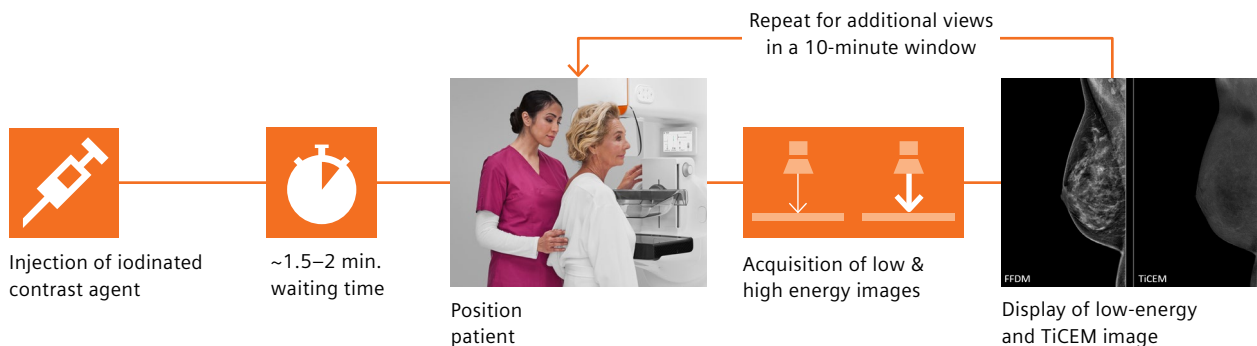 Repeat for additional views
in a 10-minute window
Injection of iodinated
contrast agent
~1.5–2 min.
waiting time
Position
patient
Acquisition of low &
high energy images
FFDM
TiCEM
Display of low-energy
and TiCEM image